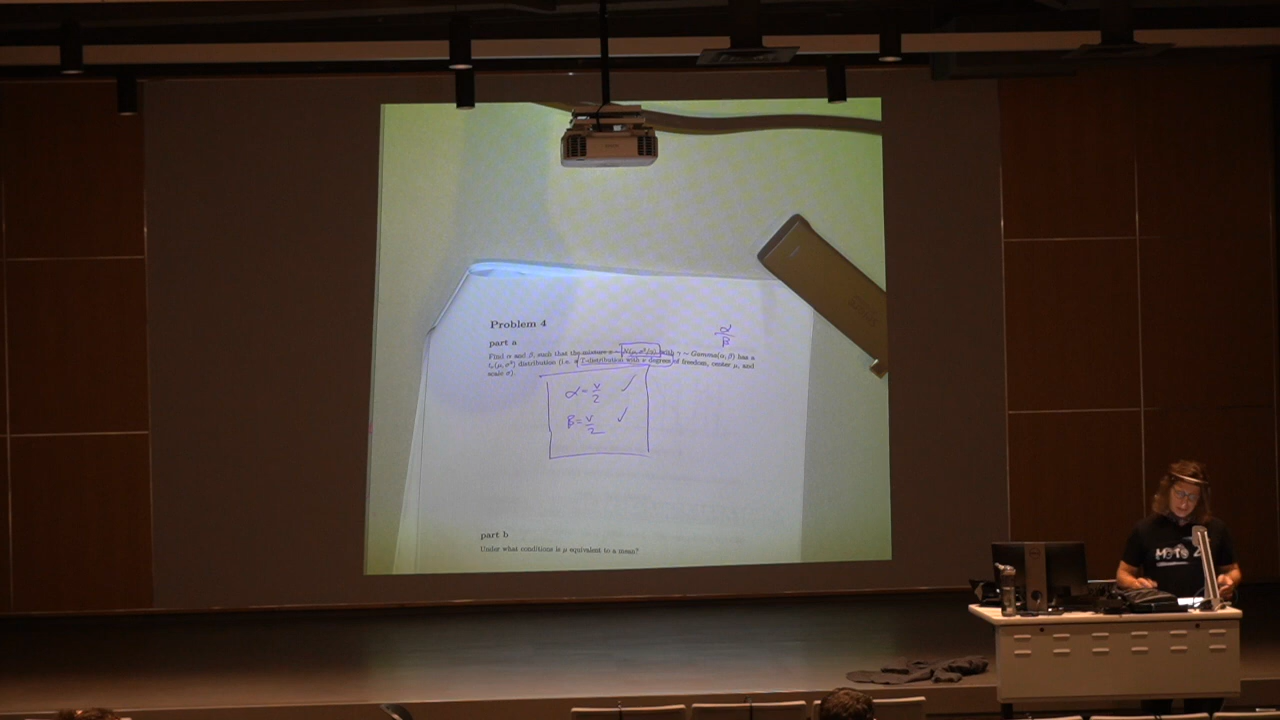 Problem 4
α/β
part a
Find α and β, such that the mixture x ~ N(μ, σ²/γ) with γ ~ Gamma(α, β) has a
tᵥ(μ, σ²) distribution (i.e. a T-distribution with ν degrees of freedom, center μ, and
scale σ).
α = v/2 ✓
β = v/2 ✓
part b
Under what conditions is μ equivalent to a mean?